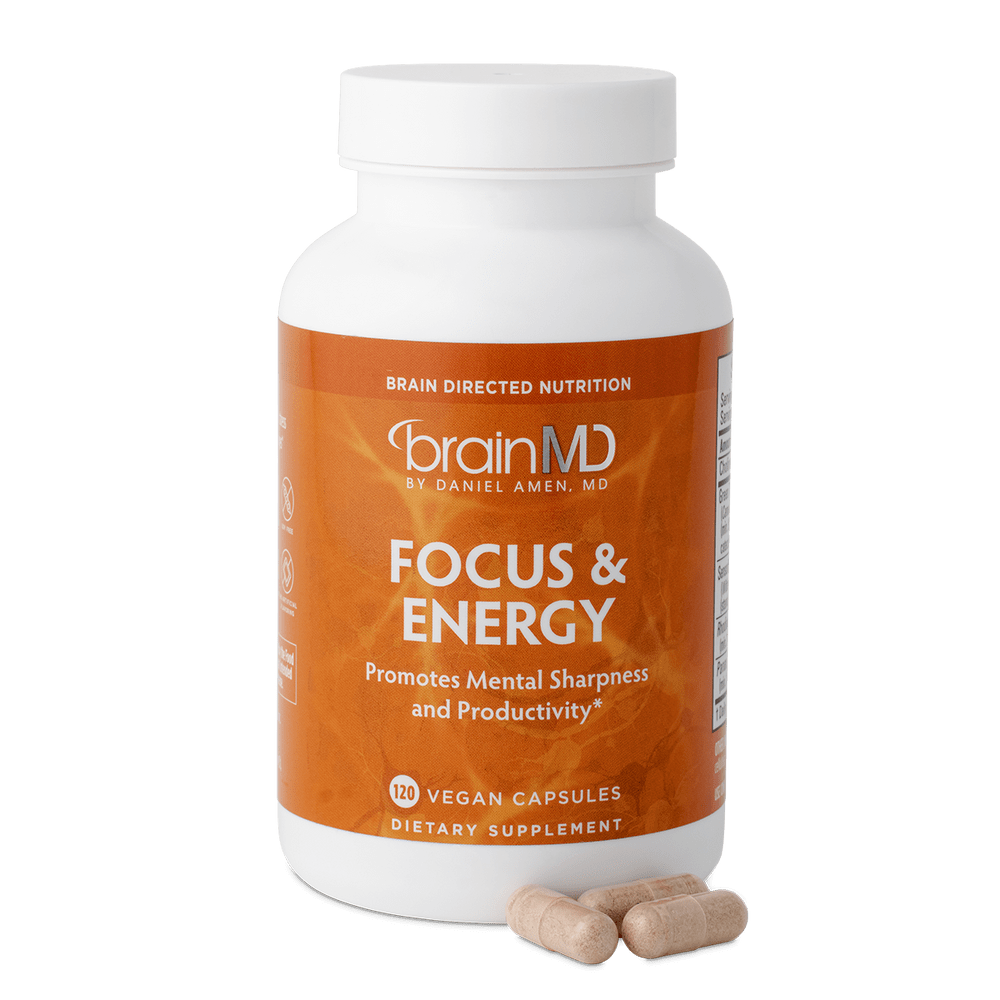 BRAIN DIRECTED NUTRITION
brainMD
BY DANIEL AMEN, MD
FOCUS &
ENERGY
Promotes Mental Sharpness
and Productivity*
120 VEGAN CAPSULES
DIETARY SUPPLEMENT